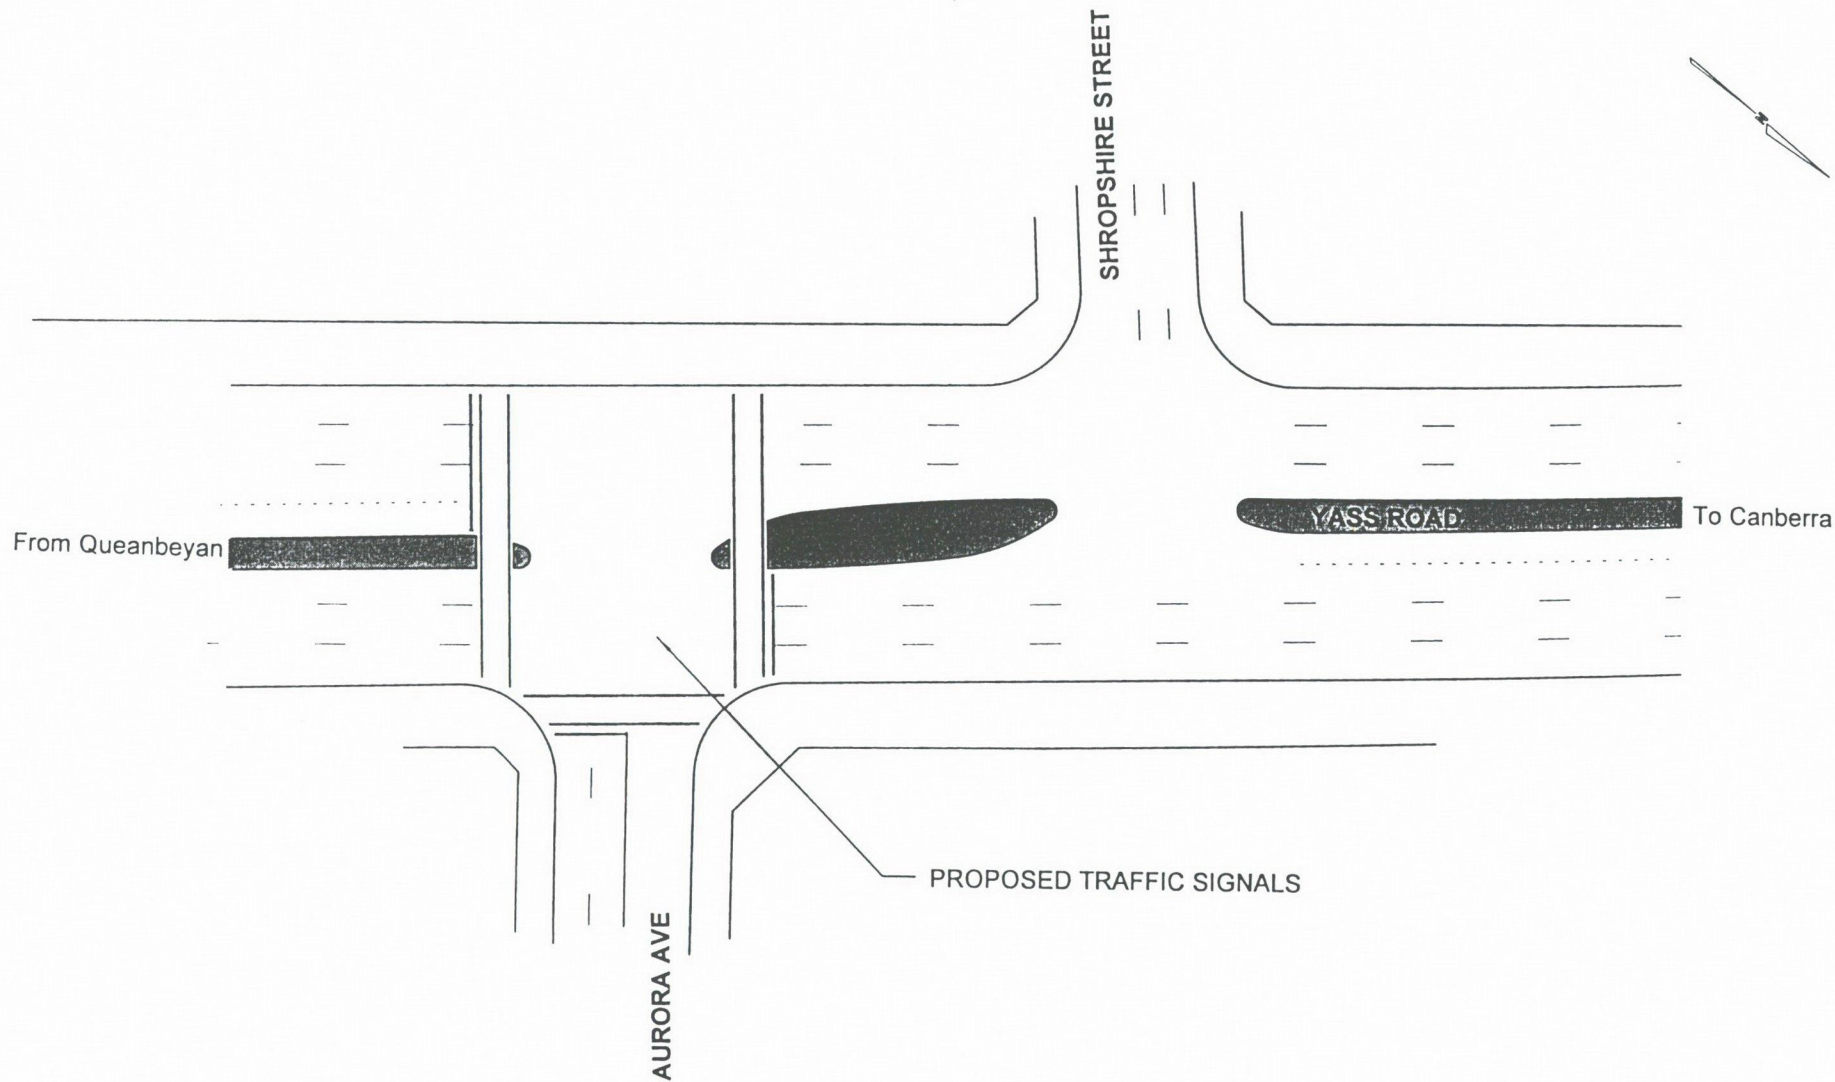 SHROPSHIRE STREET
N
From Queanbeyan
YASS ROAD
To Canberra
PROPOSED TRAFFIC SIGNALS
AURORA AVE